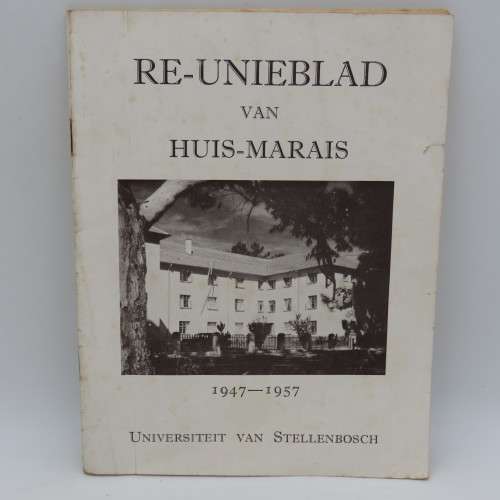 RE-UNIEBLAD
VAN
HUIS-MARAIS
1947—1957
UNIVERSITEIT VAN STELLENBOSCH